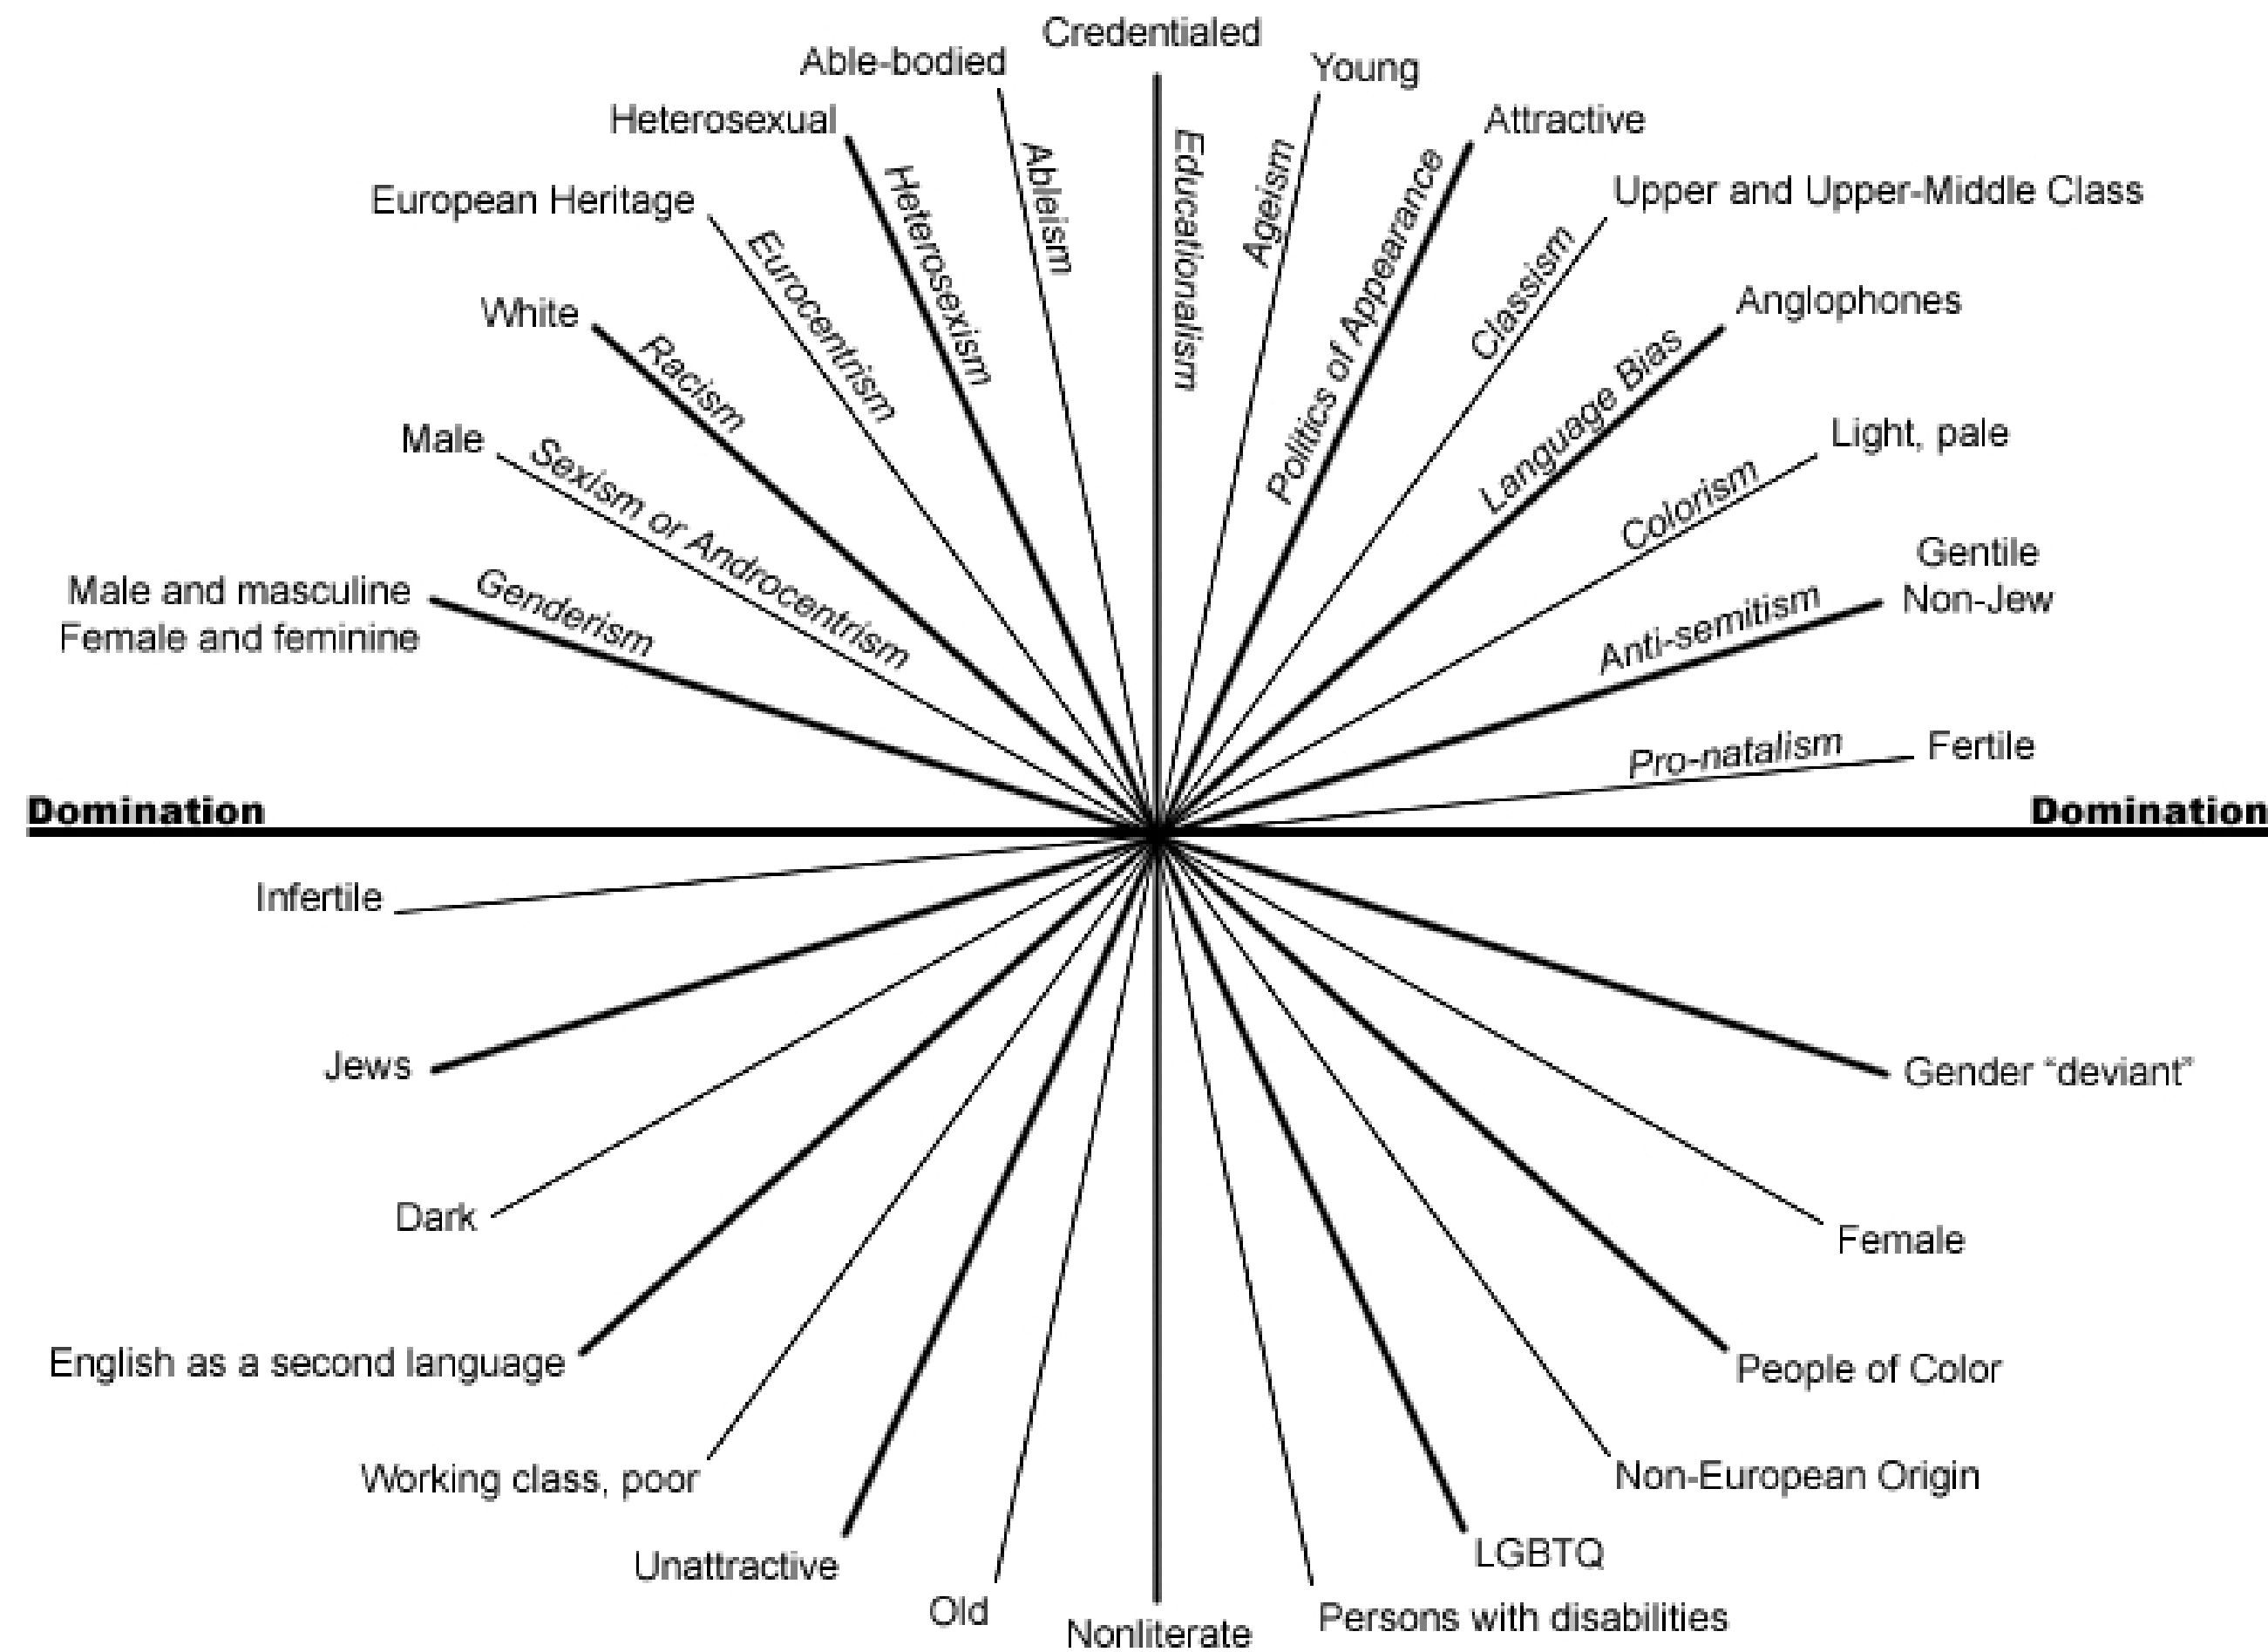 Credentialed
Able-bodied
Young
Heterosexual
Attractive
European Heritage
Upper and Upper-Middle Class
White
Anglophones
Male
Light, pale
Male and masculine
Female and feminine
Gentile
Non-Jew
Fertile
Genderism
Sexism or Androcentrism
Racism
Eurocentrism
Heterosexism
Ableism
Educationalism
Ageism
Politics of Appearance
Classism
Language Bias
Colorism
Anti-semitism
Pro-natalism
Domination
Domination
Infertile
Jews
Gender “deviant”
Dark
Female
English as a second language
People of Color
Working class, poor
Non-European Origin
Unattractive
LGBTQ
Old
Persons with disabilities
Nonliterate